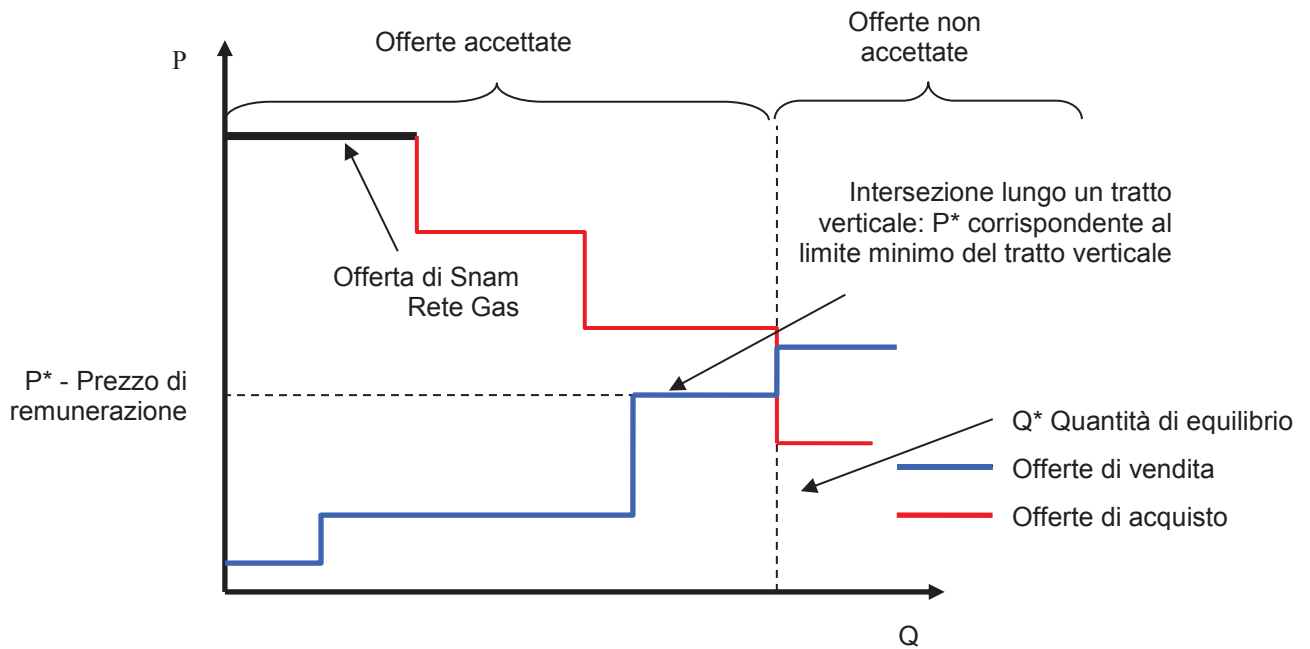 Offerte accettate
Offerte non
accettate
P
Intersezione lungo un tratto
verticale: P* corrispondente al
limite minimo del tratto verticale
Offerta di Snam
Rete Gas
P* - Prezzo di
remunerazione
Q* Quantità di equilibrio
Offerte di vendita
Offerte di acquisto
Q